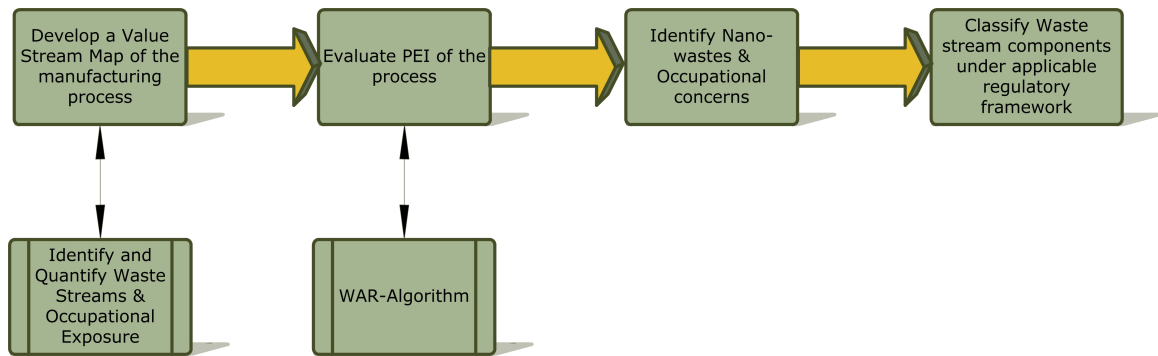 Develop a Value
Stream Map of the
manufacturing
process
Evaluate PEI of the
process
Identify Nano-
wastes &
Occupational
concerns
Classify Waste
stream components
under applicable
regulatory
framework
Identify and
Quantify Waste
Streams &
Occupational
Exposure
WAR-Algorithm